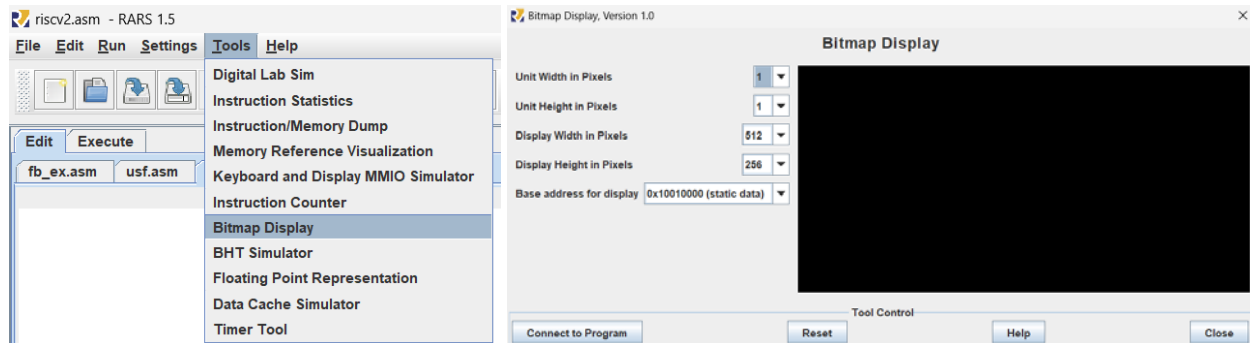 riscv2.asm - RARS 1.5
File Edit Run Settings Tools Help
Digital Lab Sim
Instruction Statistics
Instruction/Memory Dump
Memory Reference Visualization
Keyboard and Display MMIO Simulator
Instruction Counter
Bitmap Display
BHT Simulator
Floating Point Representation
Data Cache Simulator
Timer Tool
Edit Execute
fb_ex.asm usf.asm
Bitmap Display, Version 1.0
Bitmap Display
Unit Width in Pixels 1
Unit Height in Pixels 1
Display Width in Pixels 512
Display Height in Pixels 256
Base address for display 0x10010000 (static data)
Tool Control
Connect to Program Reset Help Close